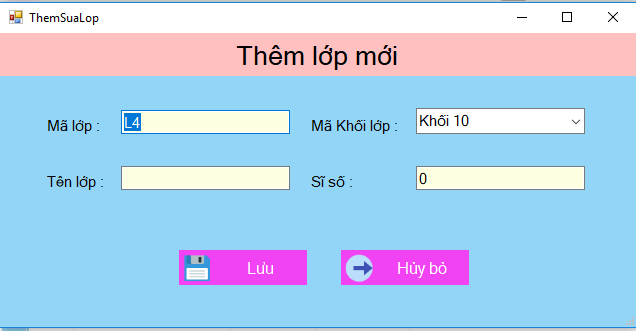 ThemSuaLop
Thêm lớp mới
Mã lớp : L4 Mã Khối lớp : Khối 10
Tên lớp : Sĩ số : 0
Lưu Hủy bỏ